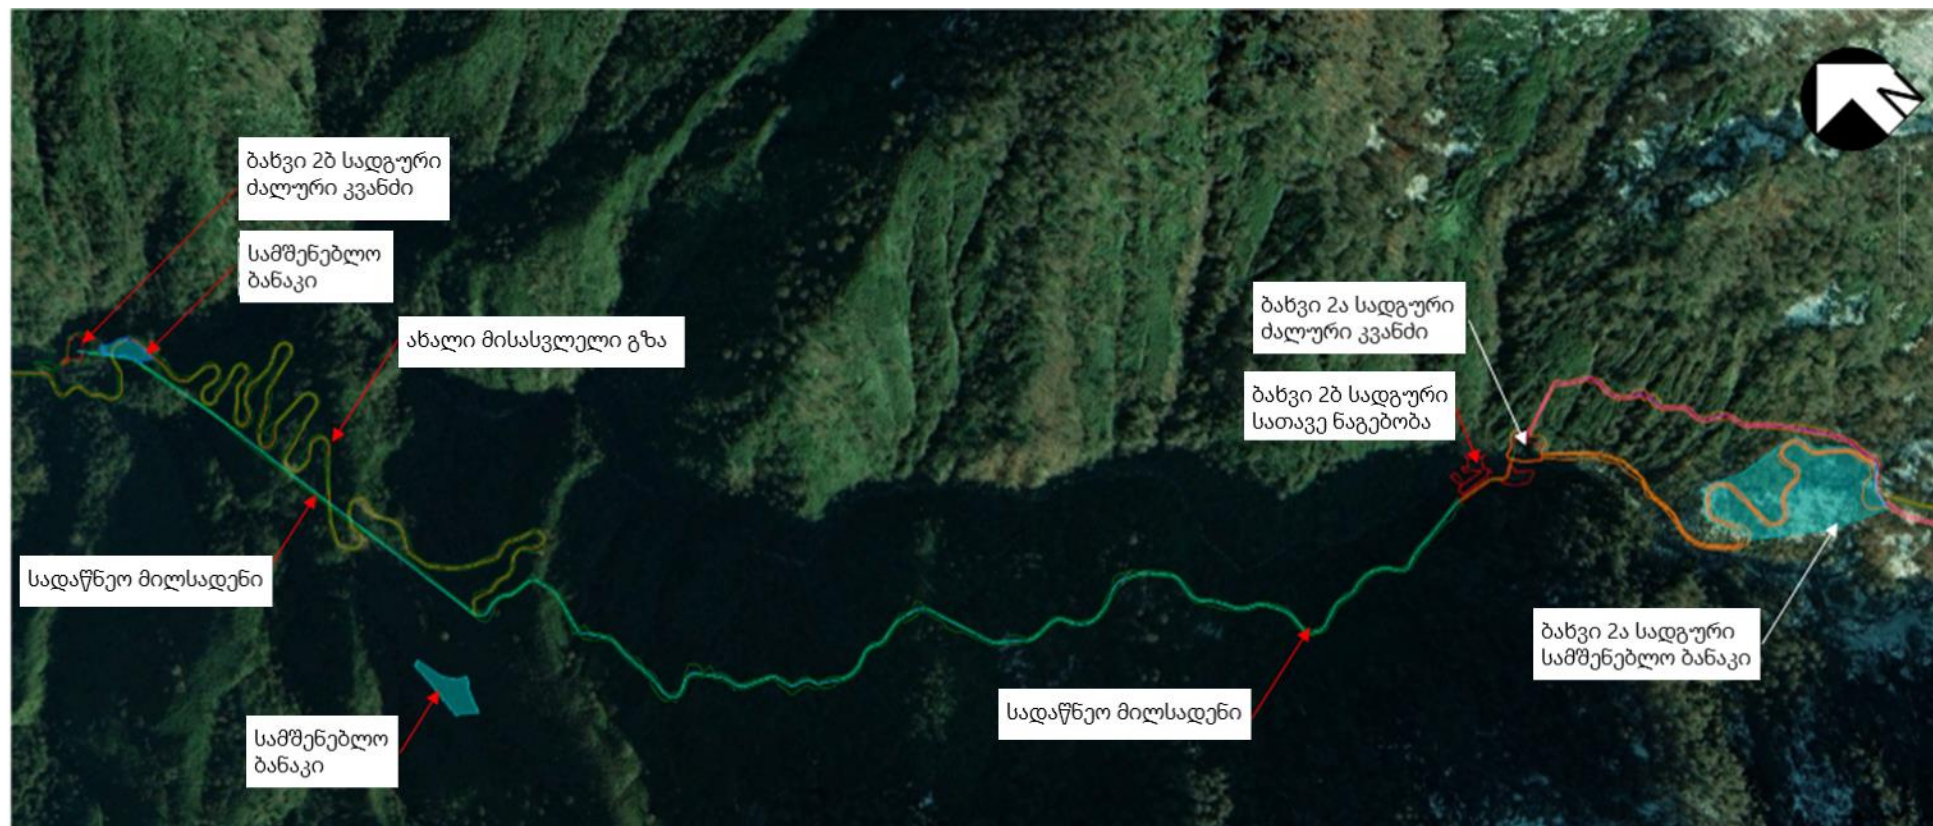 ბახვი 2ბ სადგური
ძალური კვანძი
სამშენებლო
ბანაკი
ახალი მისასვლელი გზა
სადაწნეო მილსადენი
სამშენებლო
ბანაკი
ბახვი 2ა სადგური
ძალური კვანძი
ბახვი 2ბ სადგური
სათავე ნაგებობა
სადაწნეო მილსადენი
ბახვი 2ა სადგური
სამშენებლო ბანაკი
N